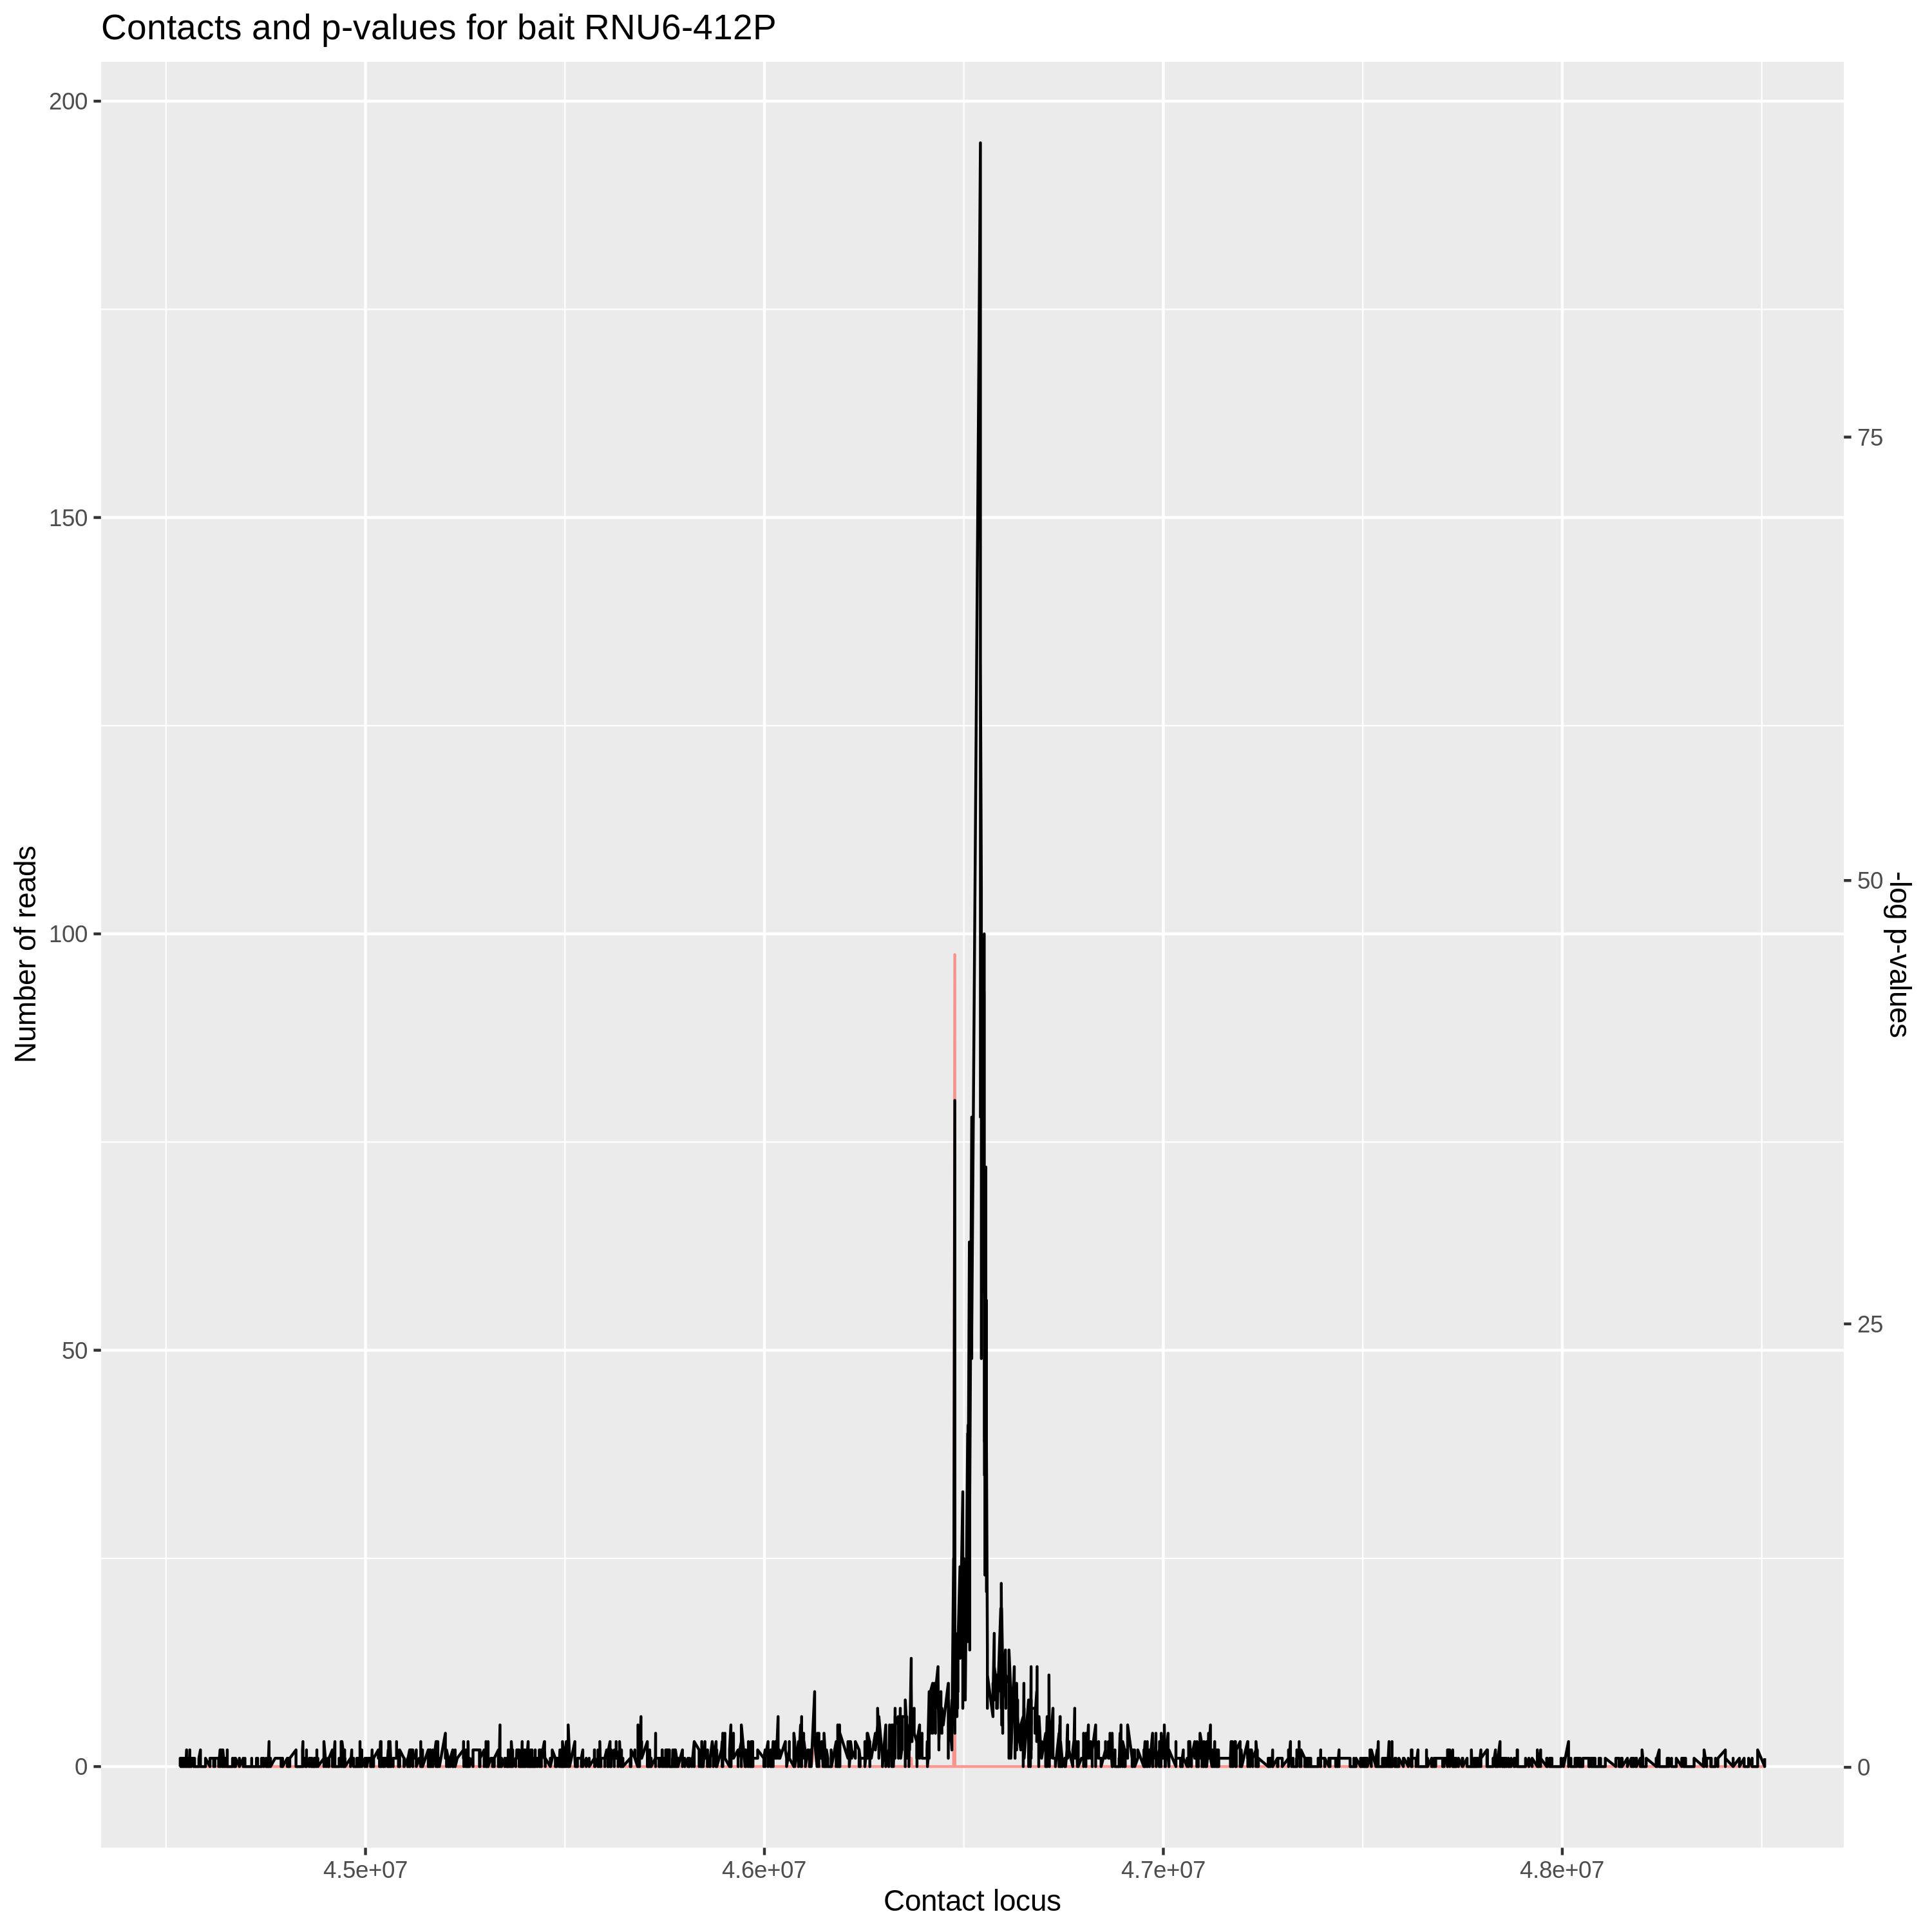 Contacts and p-values for bait RNU6-412P
200
150
100
50
0
Number of reads
75
50
25
0
-log p-values
4.5e+07
4.6e+07
4.7e+07
4.8e+07
Contact locus